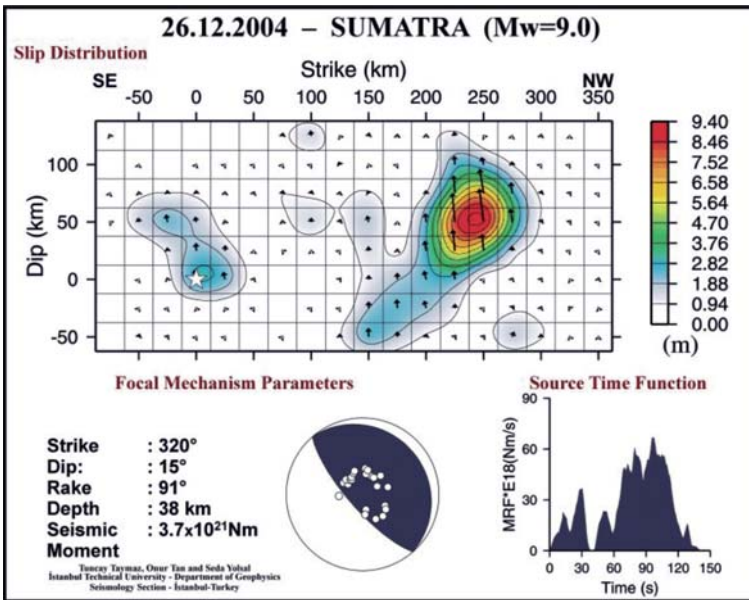 26.12.2004 – SUMATRA (Mw=9.0)
Slip Distribution
Strike (km)
SE
NW
-50 0 50 100 150 200 250 300 350
Dip (km)
100
50
0
-50
9.40
8.46
7.52
6.58
5.64
4.70
3.76
2.82
1.88
0.94
0.00
(m)
Focal Mechanism Parameters
Source Time Function
Strike : 320°
Dip: : 15°
Rake : 91°
Depth : 38 km
Seismic : 3.7x10²¹Nm
Moment
Tuncay Taymaz, Onur Tan and Seda Yolsal
İstanbul Technical University - Department of Geophysics
Seismology Section - İstanbul-Turkey
MRF*E18(Nm/s)
90
60
30
0
0 30 60 90 120 150
Time (s)